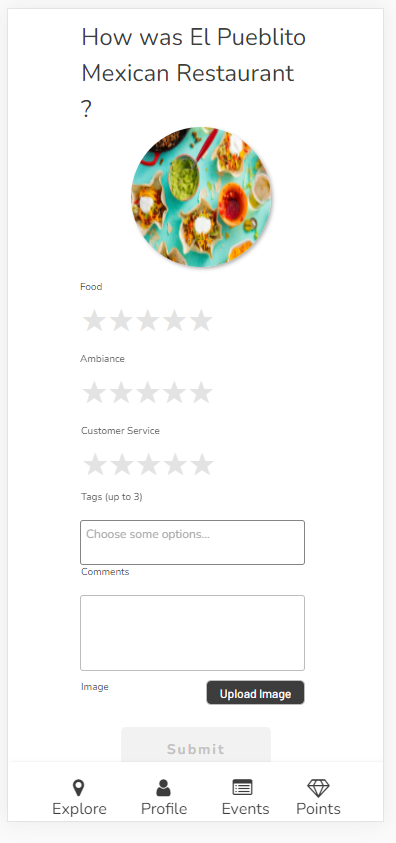 How was El Pueblito
Mexican Restaurant
?
Food
Ambiance
Customer Service
Tags (up to 3)
Choose some options...
Comments
Image
Upload Image
Submit
Explore
Profile
Events
Points